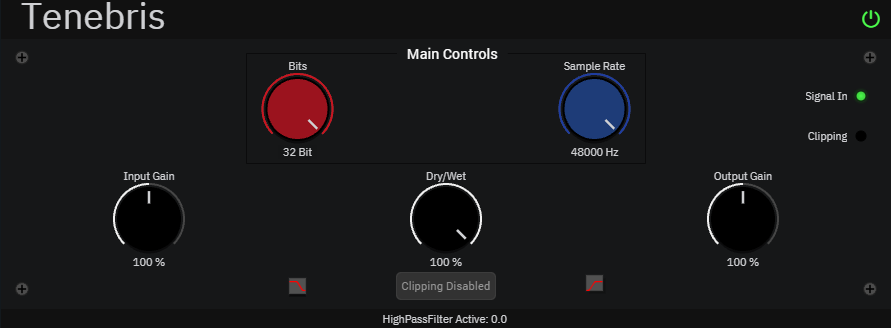 Tenebris
Main Controls
Bits
Sample Rate
Signal In
32 Bit
48000 Hz
Clipping
Input Gain
Dry/Wet
Output Gain
100 %
100 %
100 %
Clipping Disabled
HighPassFilter Active: 0.0